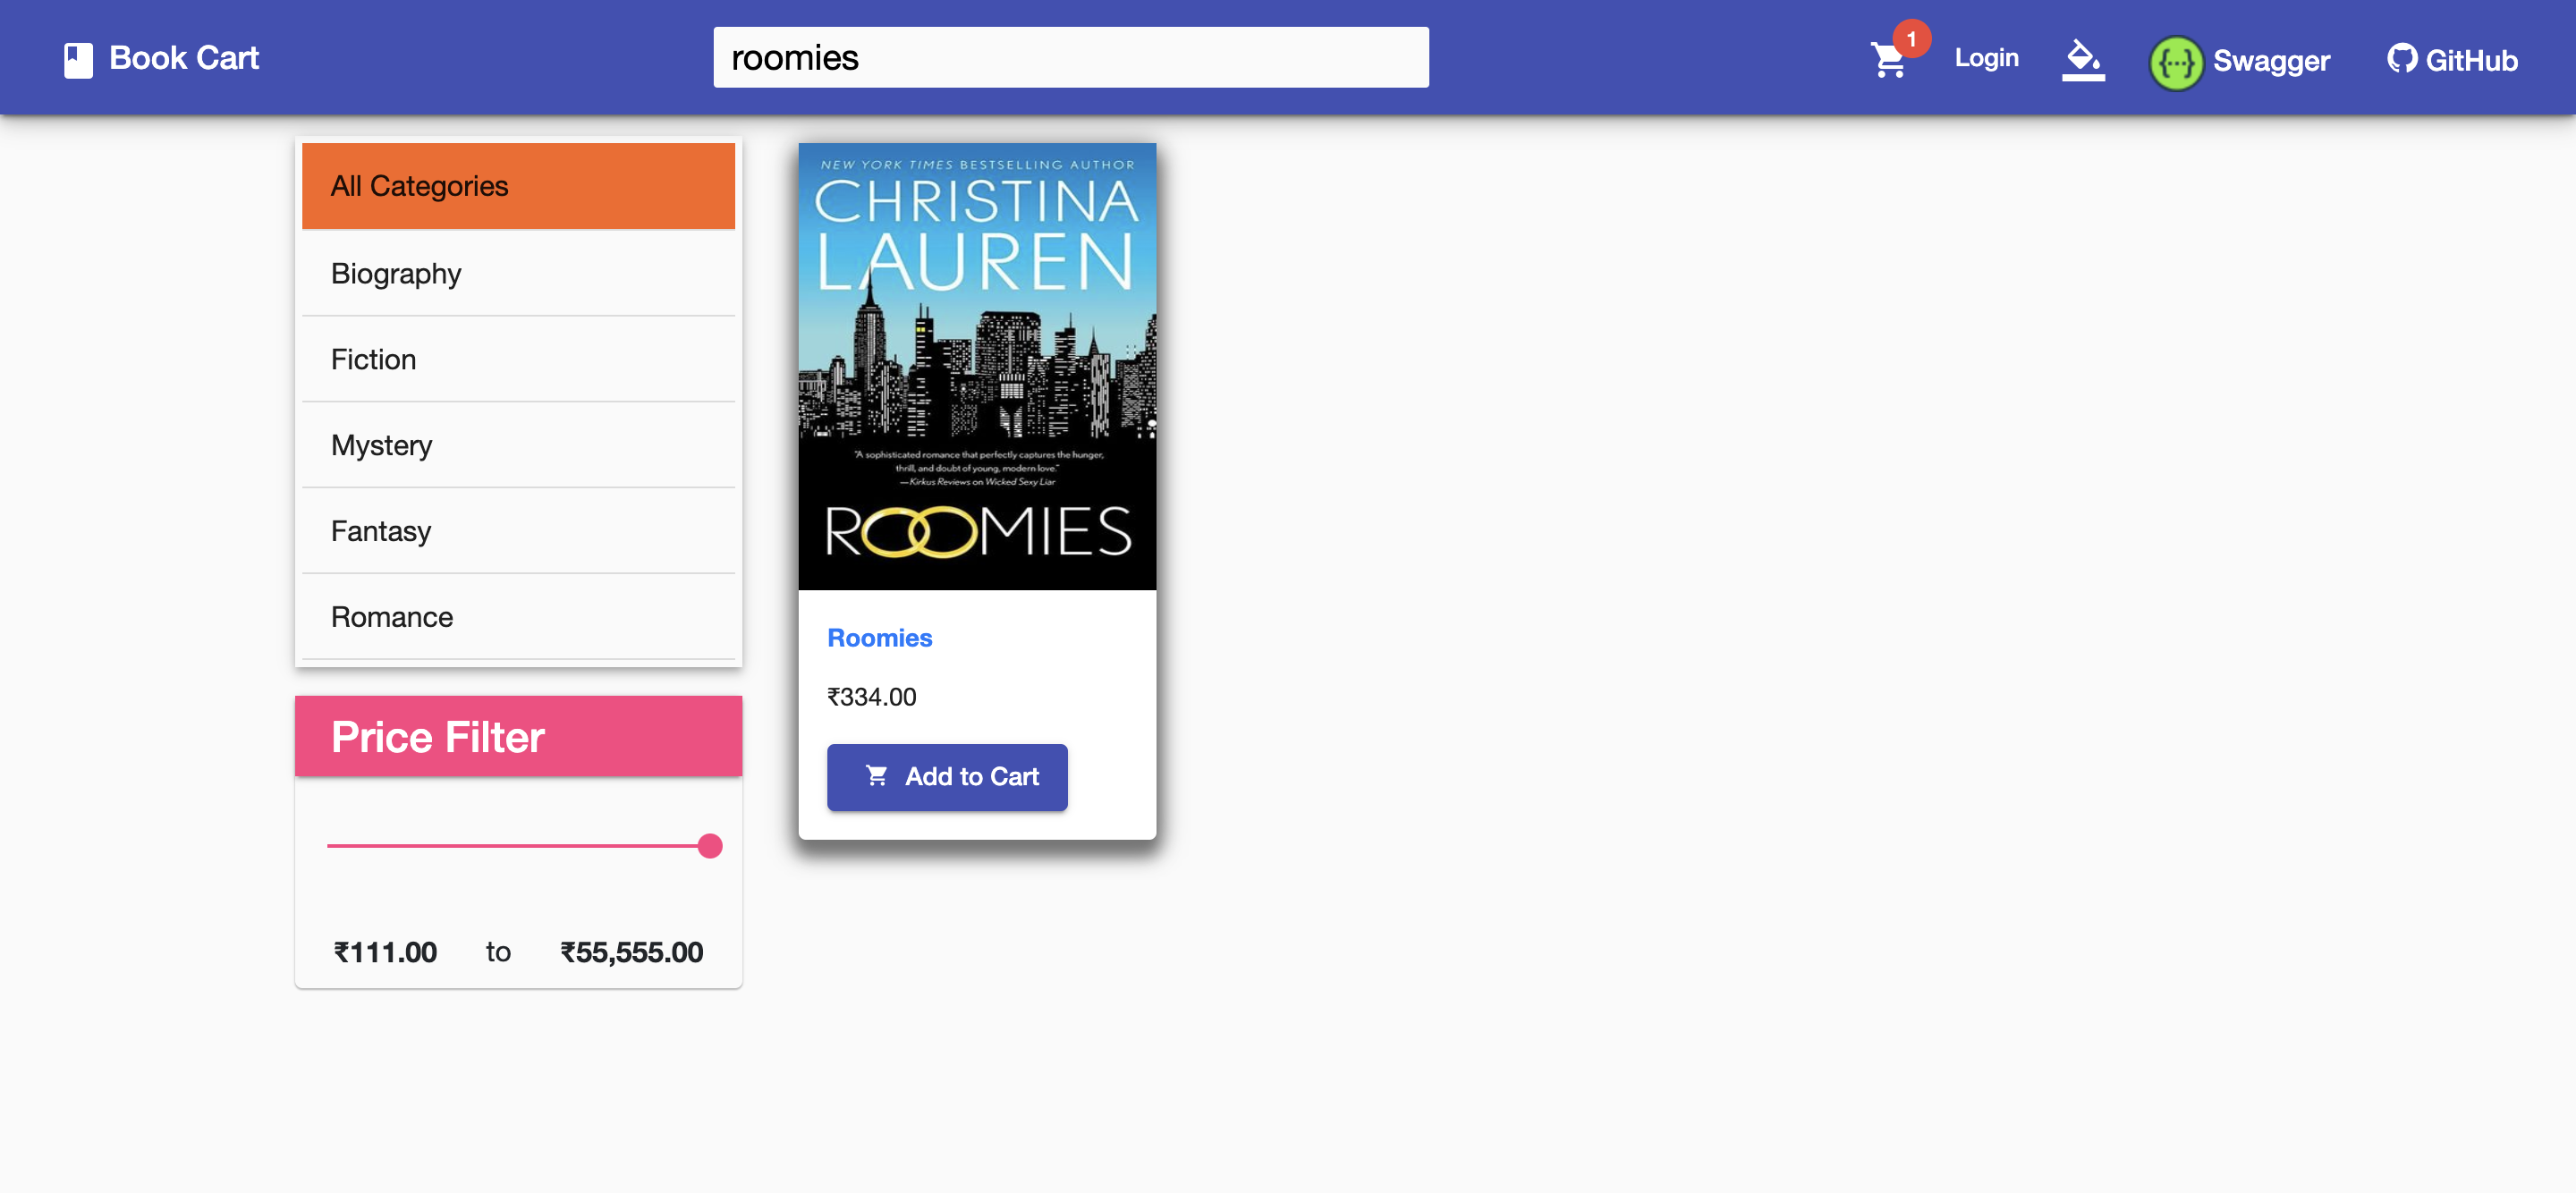 Book Cart
roomies
1
Login
{···} Swagger
GitHub
All Categories
Biography
Fiction
Mystery
Fantasy
Romance
Price Filter
₹111.00 to ₹55,555.00
NEW YORK TIMES BESTSELLING AUTHOR
CHRISTINA
LAUREN
"A sophisticated romance that perfectly captures the hunger,
thrill, and doubt of young, modern love."
—Kirkus Reviews on Wicked Sexy Liar
ROOMIES
Roomies
₹334.00
Add to Cart